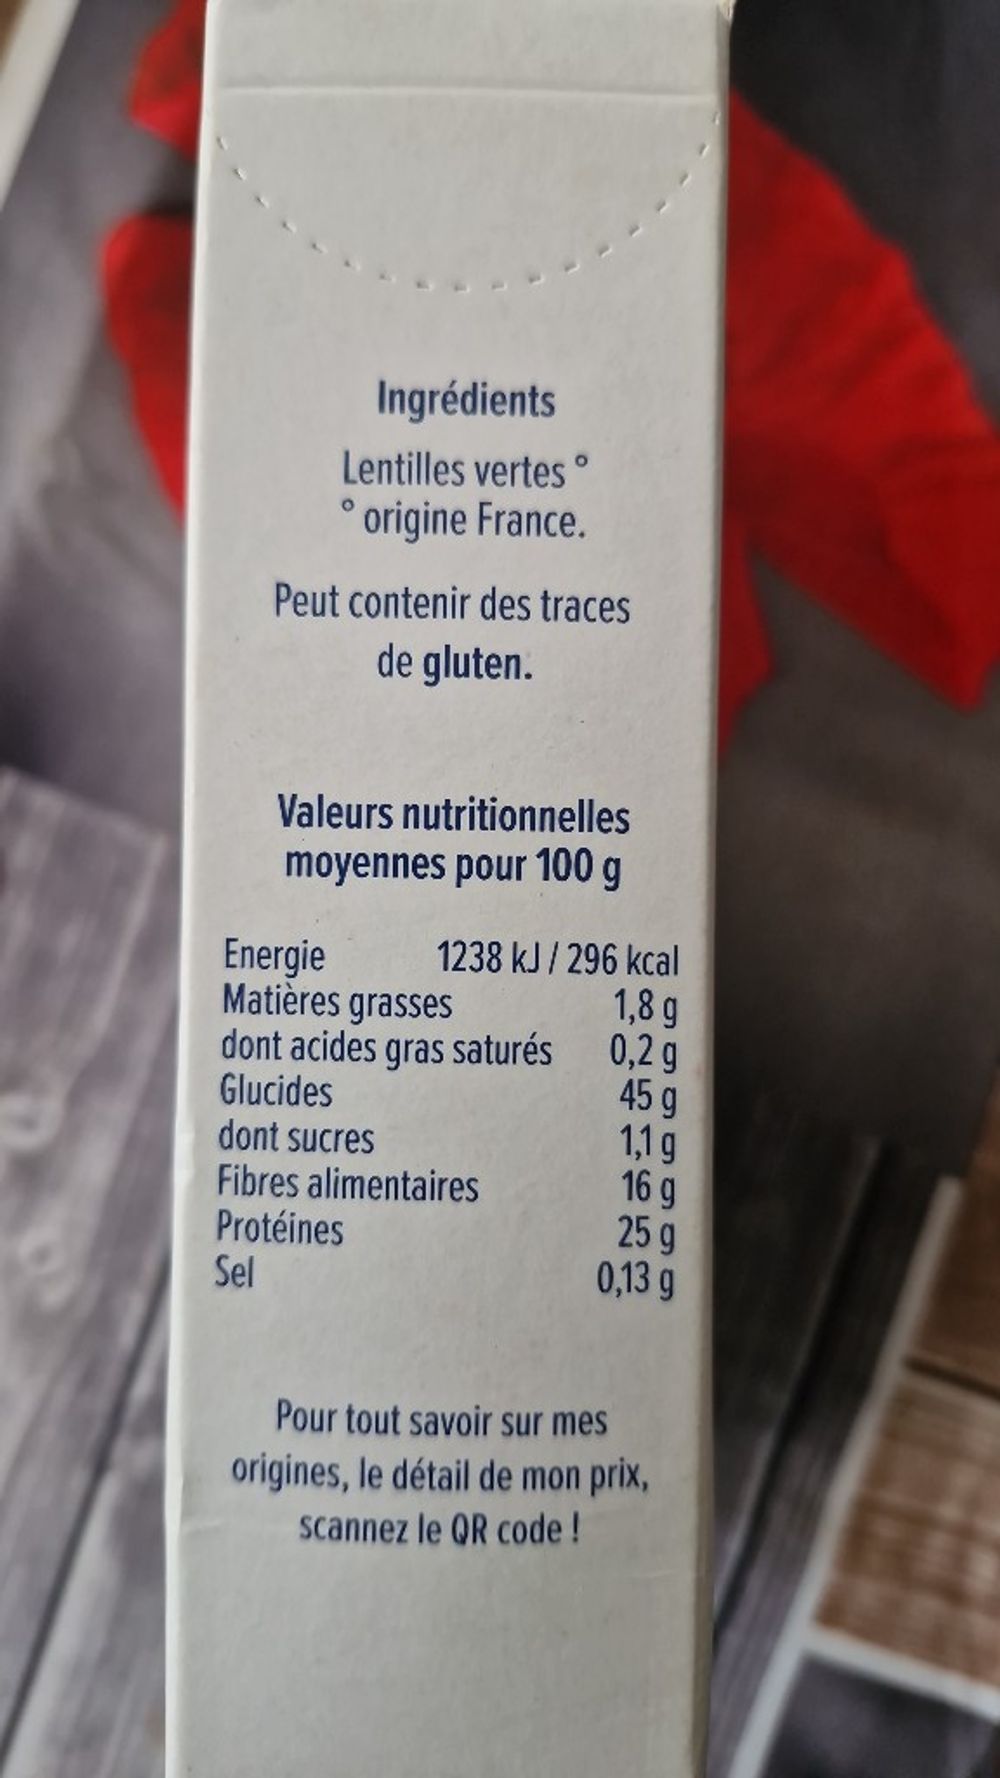 Ingrédients
Lentilles vertes °
° origine France.
Peut contenir des traces
de gluten.
Valeurs nutritionnelles
moyennes pour 100 g
Energie 1238 kJ / 296 kcal
Matières grasses 1,8 g
dont acides gras saturés 0,2 g
Glucides 45 g
dont sucres 1,1 g
Fibres alimentaires 16 g
Protéines 25 g
Sel 0,13 g
Pour tout savoir sur mes
origines, le détail de mon prix,
scannez le QR code !